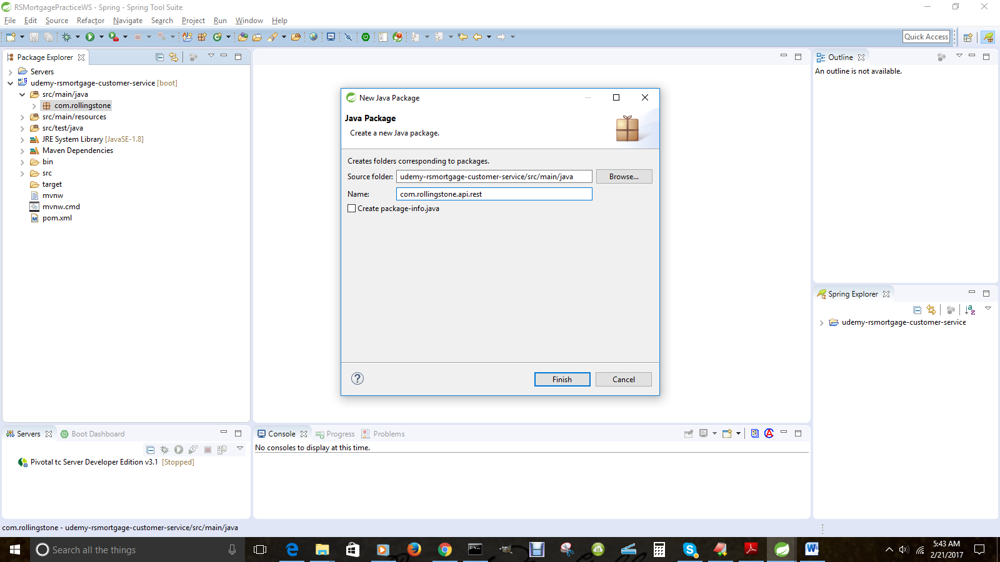 RSMortgagePracticeWS - Spring - Spring Tool Suite
File Edit Source Refactor Navigate Search Project Run Window Help
Quick Access
Package Explorer
Servers
udemy-rsmortgage-customer-service [boot]
src/main/java
com.rollingstone
src/main/resources
src/test/java
JRE System Library [JavaSE-1.8]
Maven Dependencies
bin
src
target
mvnw
mvnw.cmd
pom.xml
New Java Package
Java Package
Create a new Java package.
Creates folders corresponding to packages.
Source folder: udemy-rsmortgage-customer-service/src/main/java Browse...
Name: com.rollingstone.api.rest
Create package-info.java
Finish Cancel
Outline
An outline is not available.
Spring Explorer
udemy-rsmortgage-customer-service
Servers Boot Dashboard
Pivotal tc Server Developer Edition v3.1 [Stopped]
Console Progress Problems
No consoles to display at this time.
com.rollingstone - udemy-rsmortgage-customer-service/src/main/java
Search all the things
5:43 AM
2/21/2017